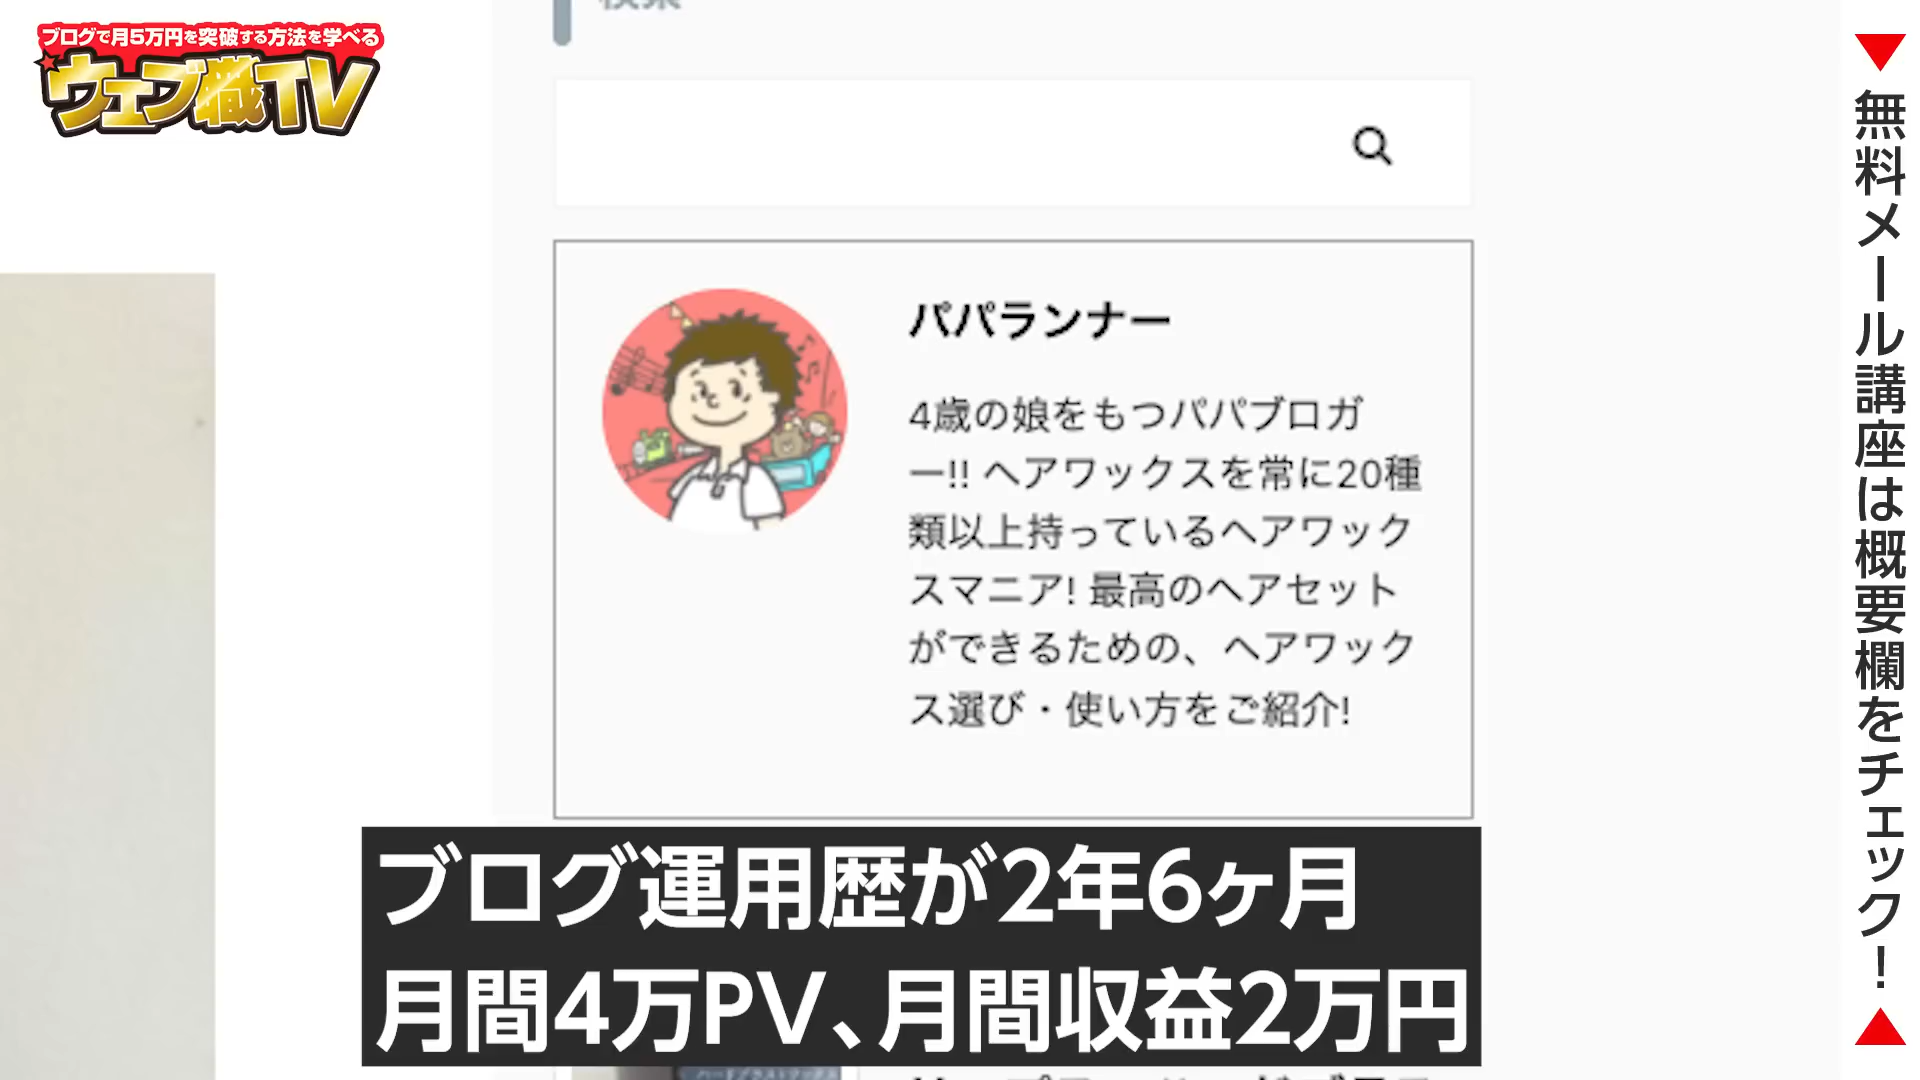 ブログで月5万円を突破する方法を学べる
ウェブ職TV
検索
パパランナー
4歳の娘をもつパパブロガ
ー!! ヘアワックスを常に20種
類以上持っているヘアワック
スマニア! 最高のヘアセット
ができるための、ヘアワック
ス選び・使い方をご紹介!
ブログ運用歴が2年6ヶ月
月間4万PV、月間収益2万円
▼無料メール講座は概要欄をチェック!▲